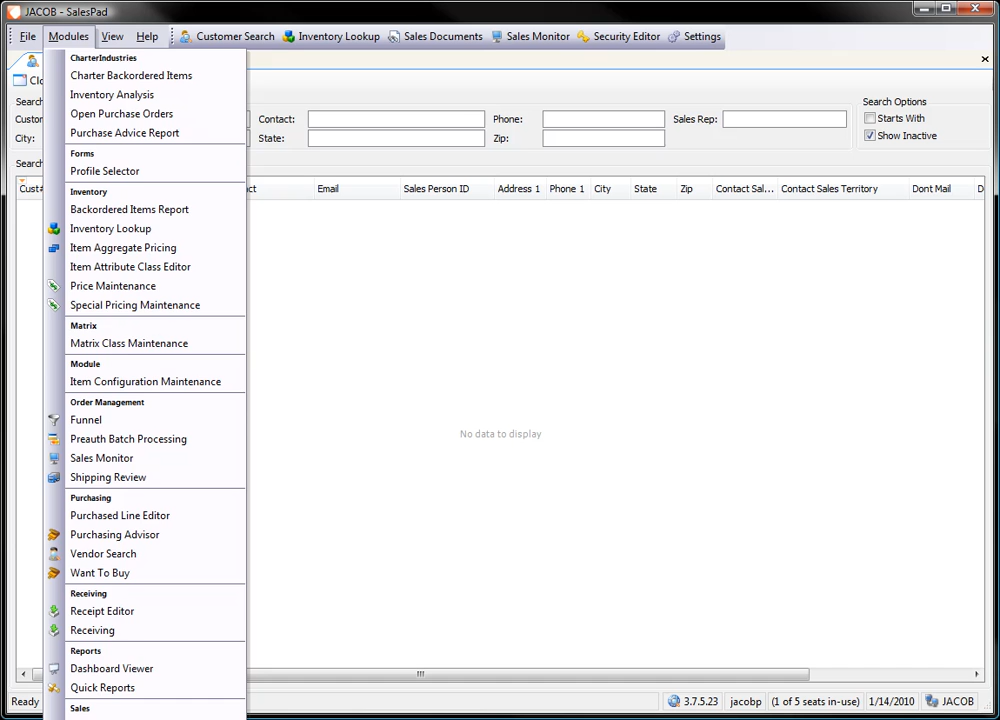 JACOB - SalesPad
File Modules View Help Customer Search Inventory Lookup Sales Documents Sales Monitor Security Editor Settings
CharterIndustries
Charter Backordered Items
Inventory Analysis
Open Purchase Orders
Purchase Advice Report
Forms
Profile Selector
Inventory
Backordered Items Report
Inventory Lookup
Item Aggregate Pricing
Item Attribute Class Editor
Price Maintenance
Special Pricing Maintenance
Matrix
Matrix Class Maintenance
Module
Item Configuration Maintenance
Order Management
Funnel
Preauth Batch Processing
Sales Monitor
Shipping Review
Purchasing
Purchased Line Editor
Purchasing Advisor
Vendor Search
Want To Buy
Receiving
Receipt Editor
Receiving
Reports
Dashboard Viewer
Quick Reports
Sales
Clo
Search
Custon Contact: Phone: Sales Rep:
City: State: Zip:
Search Options
Starts With
Show Inactive
Search
Cust# ct Email Sales Person ID Address 1 Phone 1 City State Zip Contact Sal... Contact Sales Territory Dont Mail D
No data to display
Ready 3.7.5.23 jacobp (1 of 5 seats in-use) 1/14/2010 JACOB